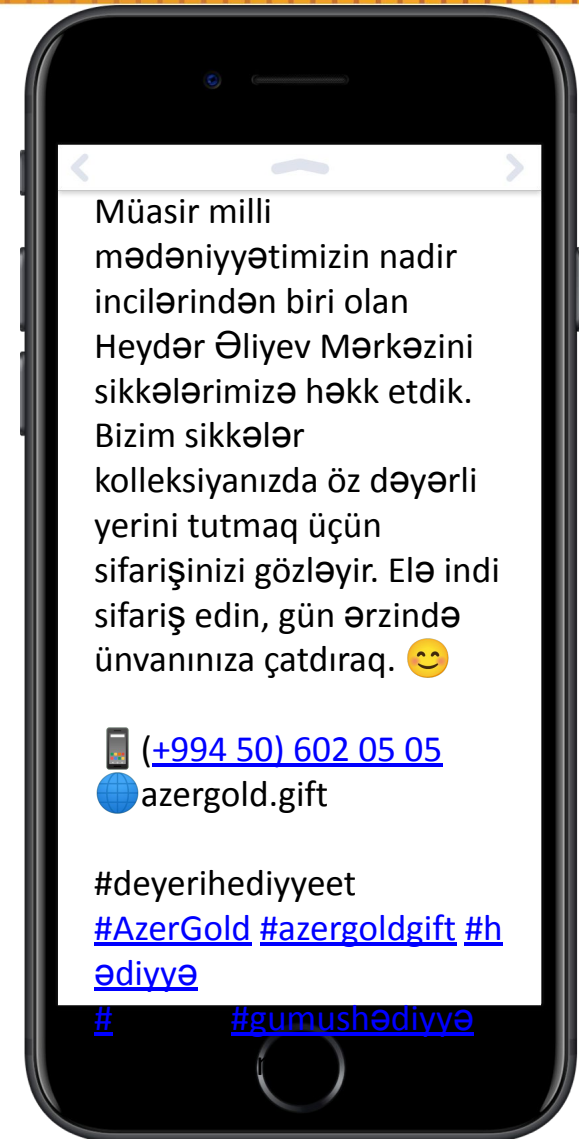 Müasir milli
mədəniyyətimizin nadir
incilərindən biri olan
Heydər Əliyev Mərkəzini
sikkələrimizə həkk etdik.
Bizim sikkələr
kolleksiyanızda öz dəyərli
yerini tutmaq üçün
sifarişinizi gözləyir. Elə indi
sifariş edin, gün ərzində
ünvanınıza çatdıraq. 😊
📱(+994 50) 602 05 05
🌐azergold.gift
#deyerihediyyeet
#AzerGold #azergoldgift #h
ədiyyə
# #gumushədiyyə